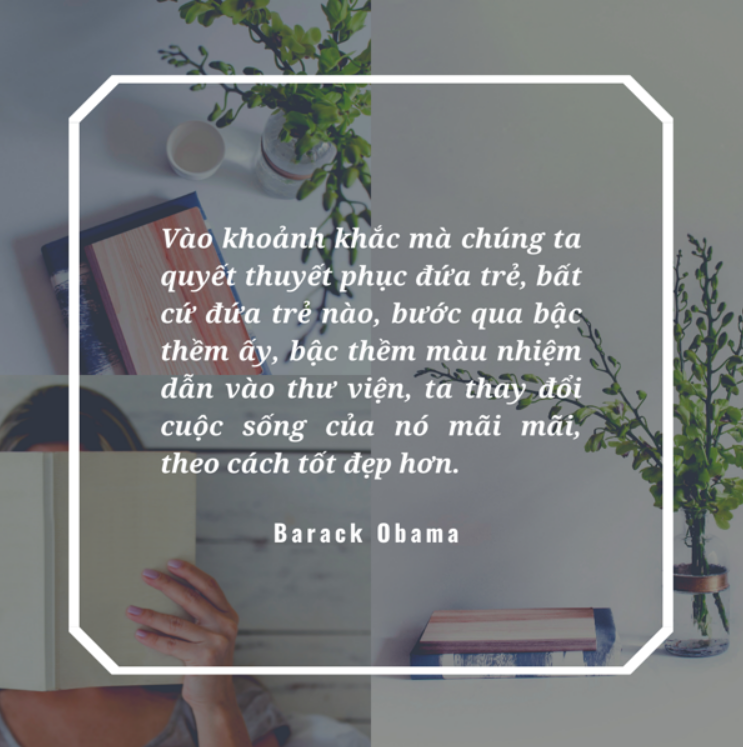 Vào khoảnh khắc mà chúng ta
quyết thuyết phục đứa trẻ, bất
cứ đứa trẻ nào, bước qua bậc
thềm ấy, bậc thềm màu nhiệm
dẫn vào thư viện, ta thay đổi
cuộc sống của nó mãi mãi,
theo cách tốt đẹp hơn.
Barack Obama